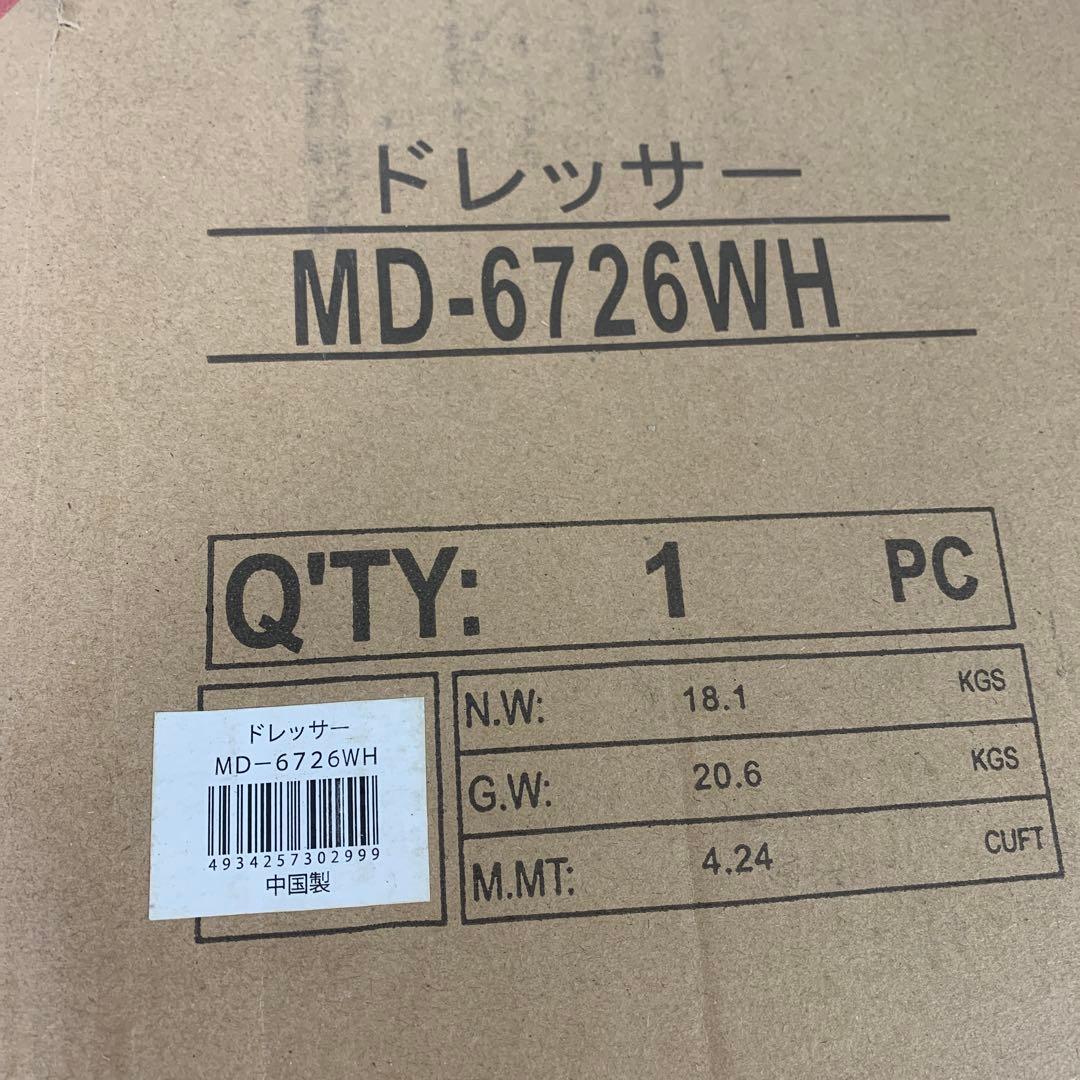 ドレッサー
MD-6726WH
Q'TY: 1 PC
N.W: 18.1 KGS
G.W: 20.6 KGS
M.MT: 4.24 CUFT
ドレッサー
MD-6726WH
4934257302999
中国製